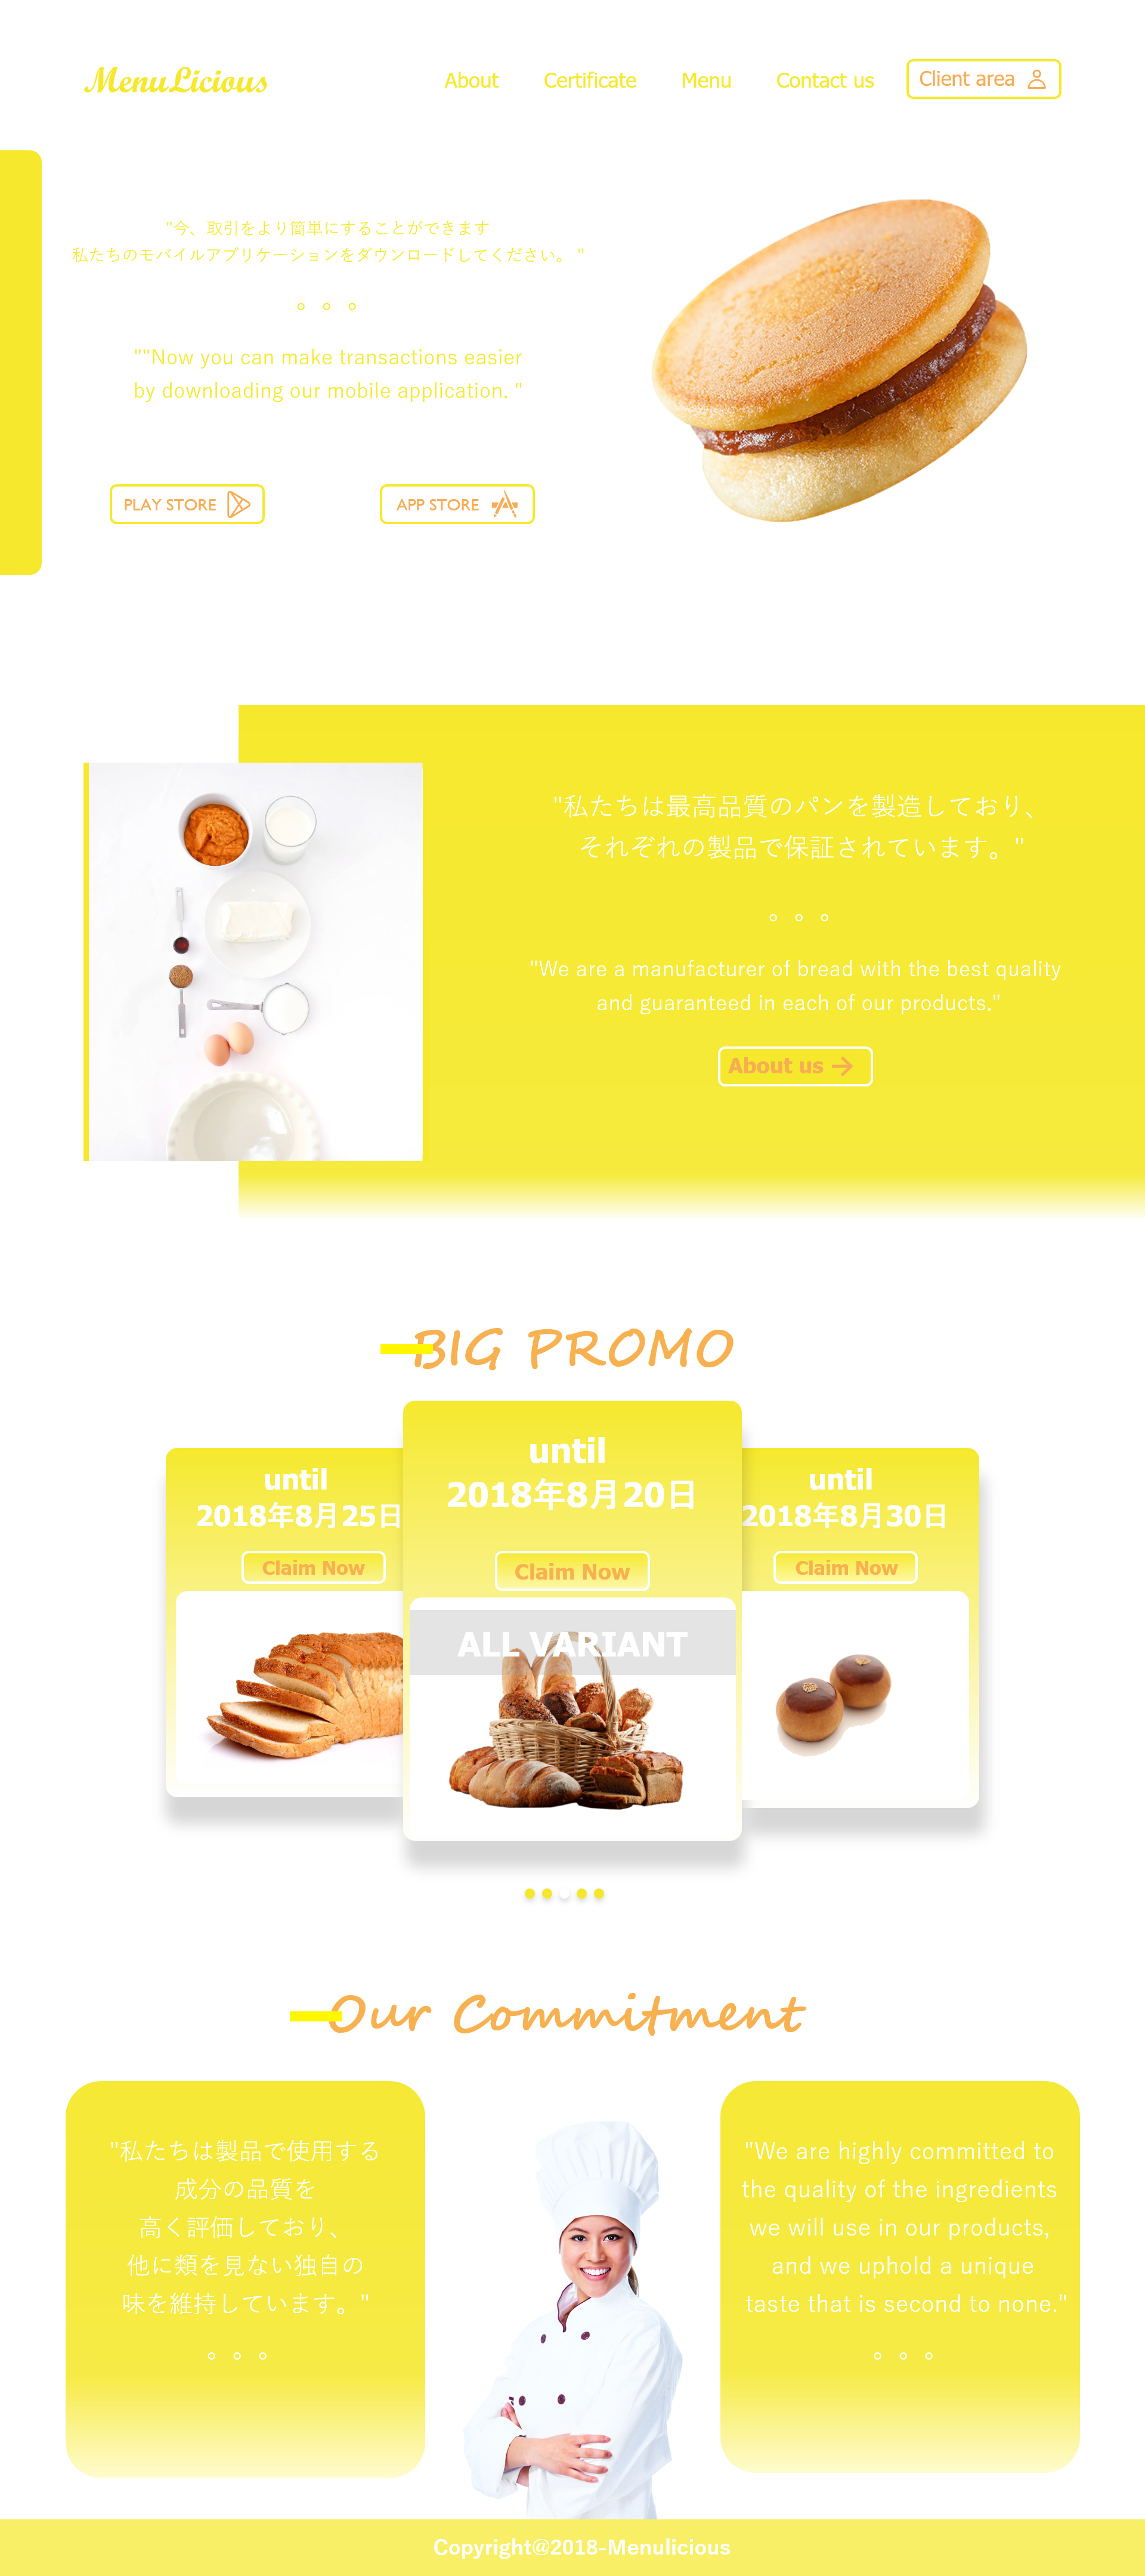 MenuLicious
About
Certificate
Menu
Contact us
Client area
"今、取引をより簡単にすることができます
私たちのモバイルアプリケーションをダウンロードしてください。"
""Now you can make transactions easier
by downloading our mobile application. "
PLAY STORE
APP STORE
"私たちは最高品質のパンを製造しており、
それぞれの製品で保証されています。"
"We are a manufacturer of bread with the best quality
and guaranteed in each of our products."
About us
BIG PROMO
until
2018年8月25日
Claim Now
until
2018年8月20日
Claim Now
ALL VARIANT
until
2018年8月30日
Claim Now
Our Commitment
"私たちは製品で使用する
成分の品質を
高く評価しており、
他に類を見ない独自の
味を維持しています。"
"We are highly committed to
the quality of the ingredients
we will use in our products,
and we uphold a unique
taste that is second to none."
Copyright@2018-Menulicious